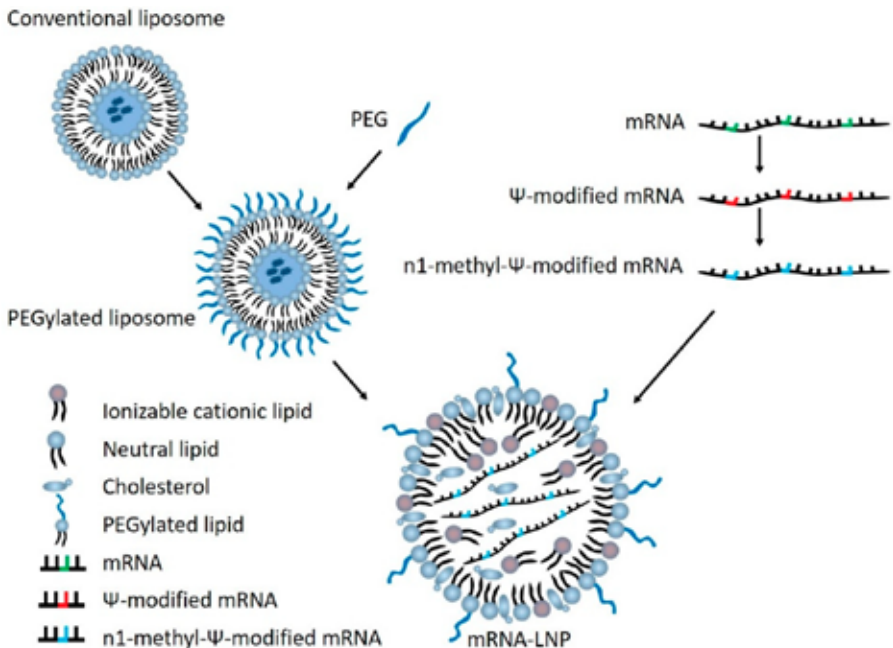 Conventional liposome
PEG
mRNA
Ψ-modified mRNA
n1-methyl-Ψ-modified mRNA
PEGylated liposome
Ionizable cationic lipid
Neutral lipid
Cholesterol
PEGylated lipid
mRNA
Ψ-modified mRNA
n1-methyl-Ψ-modified mRNA
mRNA-LNP